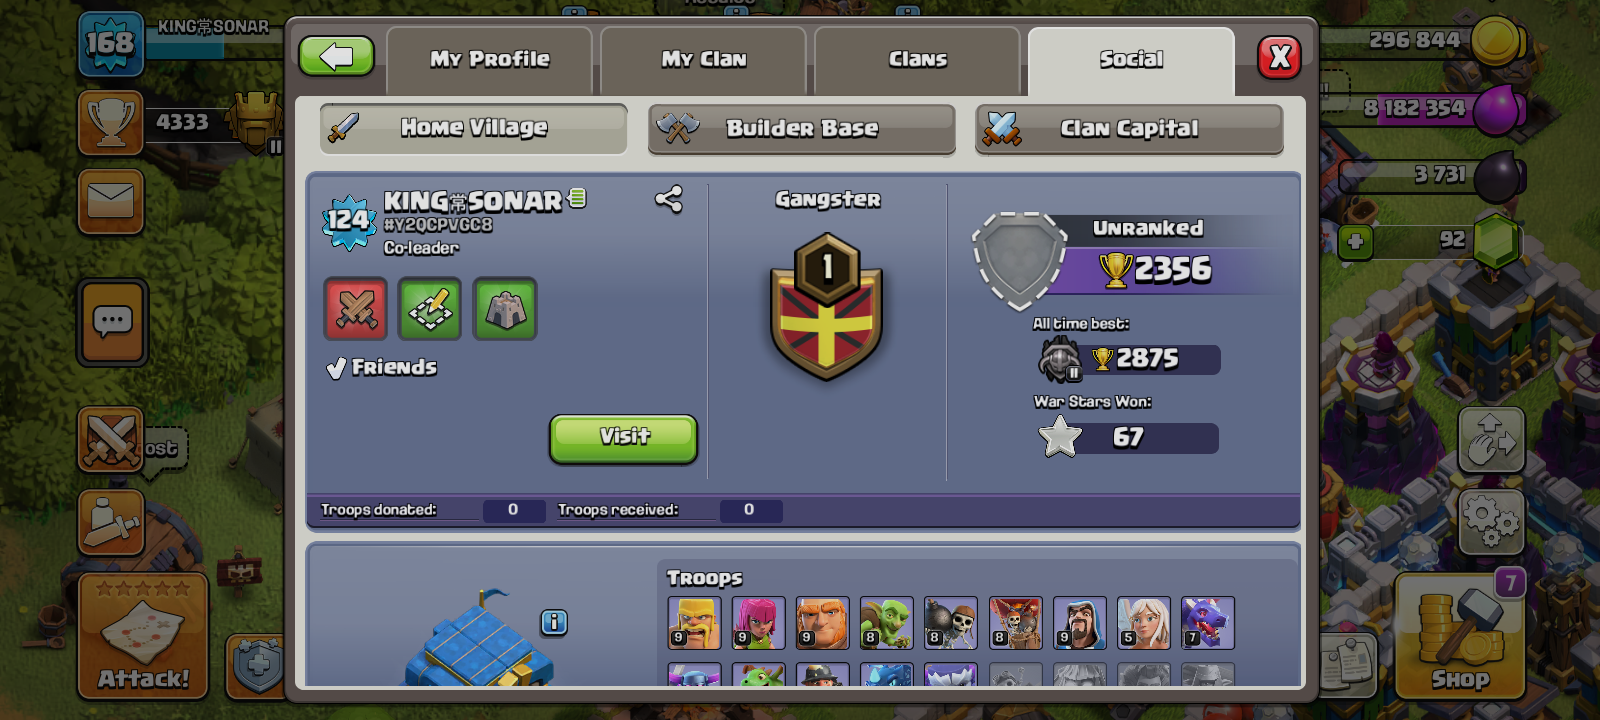 168
KING常SONAR
4333
296 844
8 182 354
3 731
92
My Profile
My Clan
Clans
Social
X
Home Village
Builder Base
Clan Capital
124
KING常SONAR
#Y2QCPVGC8
Co-leader
Friends
Visit
Gangster
1
Unranked
2356
All time best:
II
2875
War Stars Won:
67
Troops donated:
0
Troops received:
0
Troops
9
9
9
8
8
8
9
5
7
i
II
ost
Attack!
7
Shop